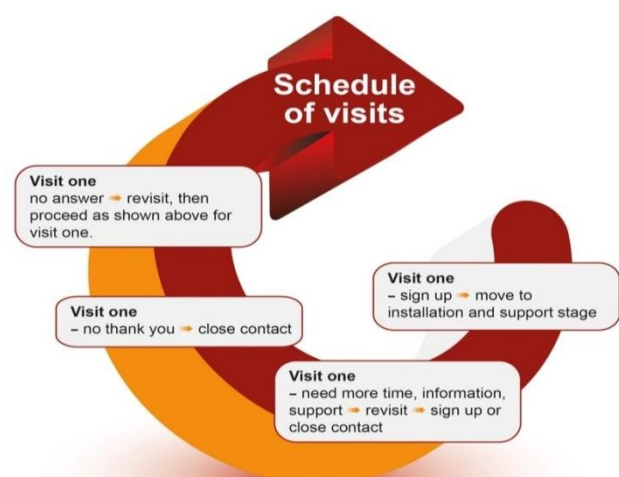 Schedule
of visits
Visit one
no answer ➡ revisit, then
proceed as shown above for
visit one.
Visit one
– no thank you ➡ close contact
Visit one
– sign up ➡ move to
installation and support stage
Visit one
– need more time, information,
support ➡ revisit ➡ sign up or
close contact